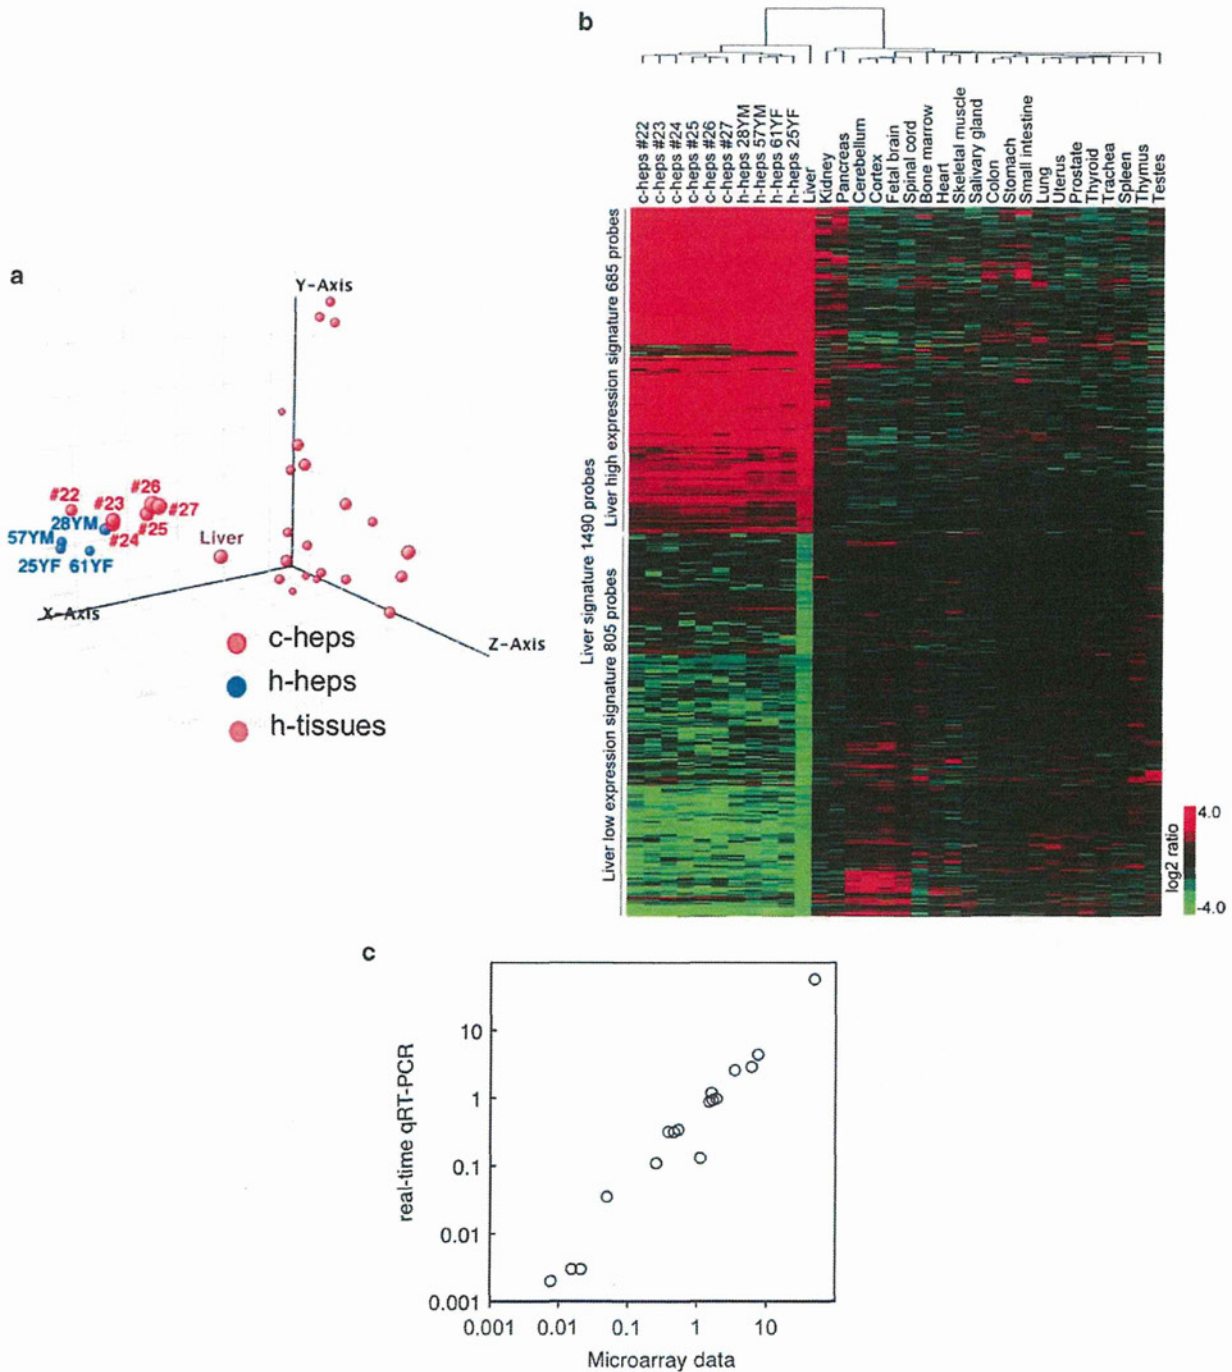 a
Y-Axis
#22
#23
#26
#27
28YM
#25
57YM
#24
Liver
25YF
61YF
X-Axis
Z-Axis
c-heps
h-heps
h-tissues
b
c-heps #22
c-heps #23
c-heps #24
c-heps #25
c-heps #26
c-heps #27
h-heps 28YM
h-heps 57YM
h-heps 61YF
h-heps 25YF
Liver
Kidney
Pancreas
Cerebellum
Cortex
Fetal brain
Spinal cord
Bone marrow
Heart
Skeletal muscle
Salivary gland
Colon
Stomach
Small intestine
Lung
Uterus
Prostate
Thyroid
Trachea
Spleen
Thymus
Testes
Liver signature 1490 probes
Liver high expression signature 685 probes
Liver low expression signature 805 probes
log2 ratio
4.0
-4.0
c
real-time qRT-PCR
10
1
0.1
0.01
0.001
0.001
0.01
0.1
1
10
Microarray data